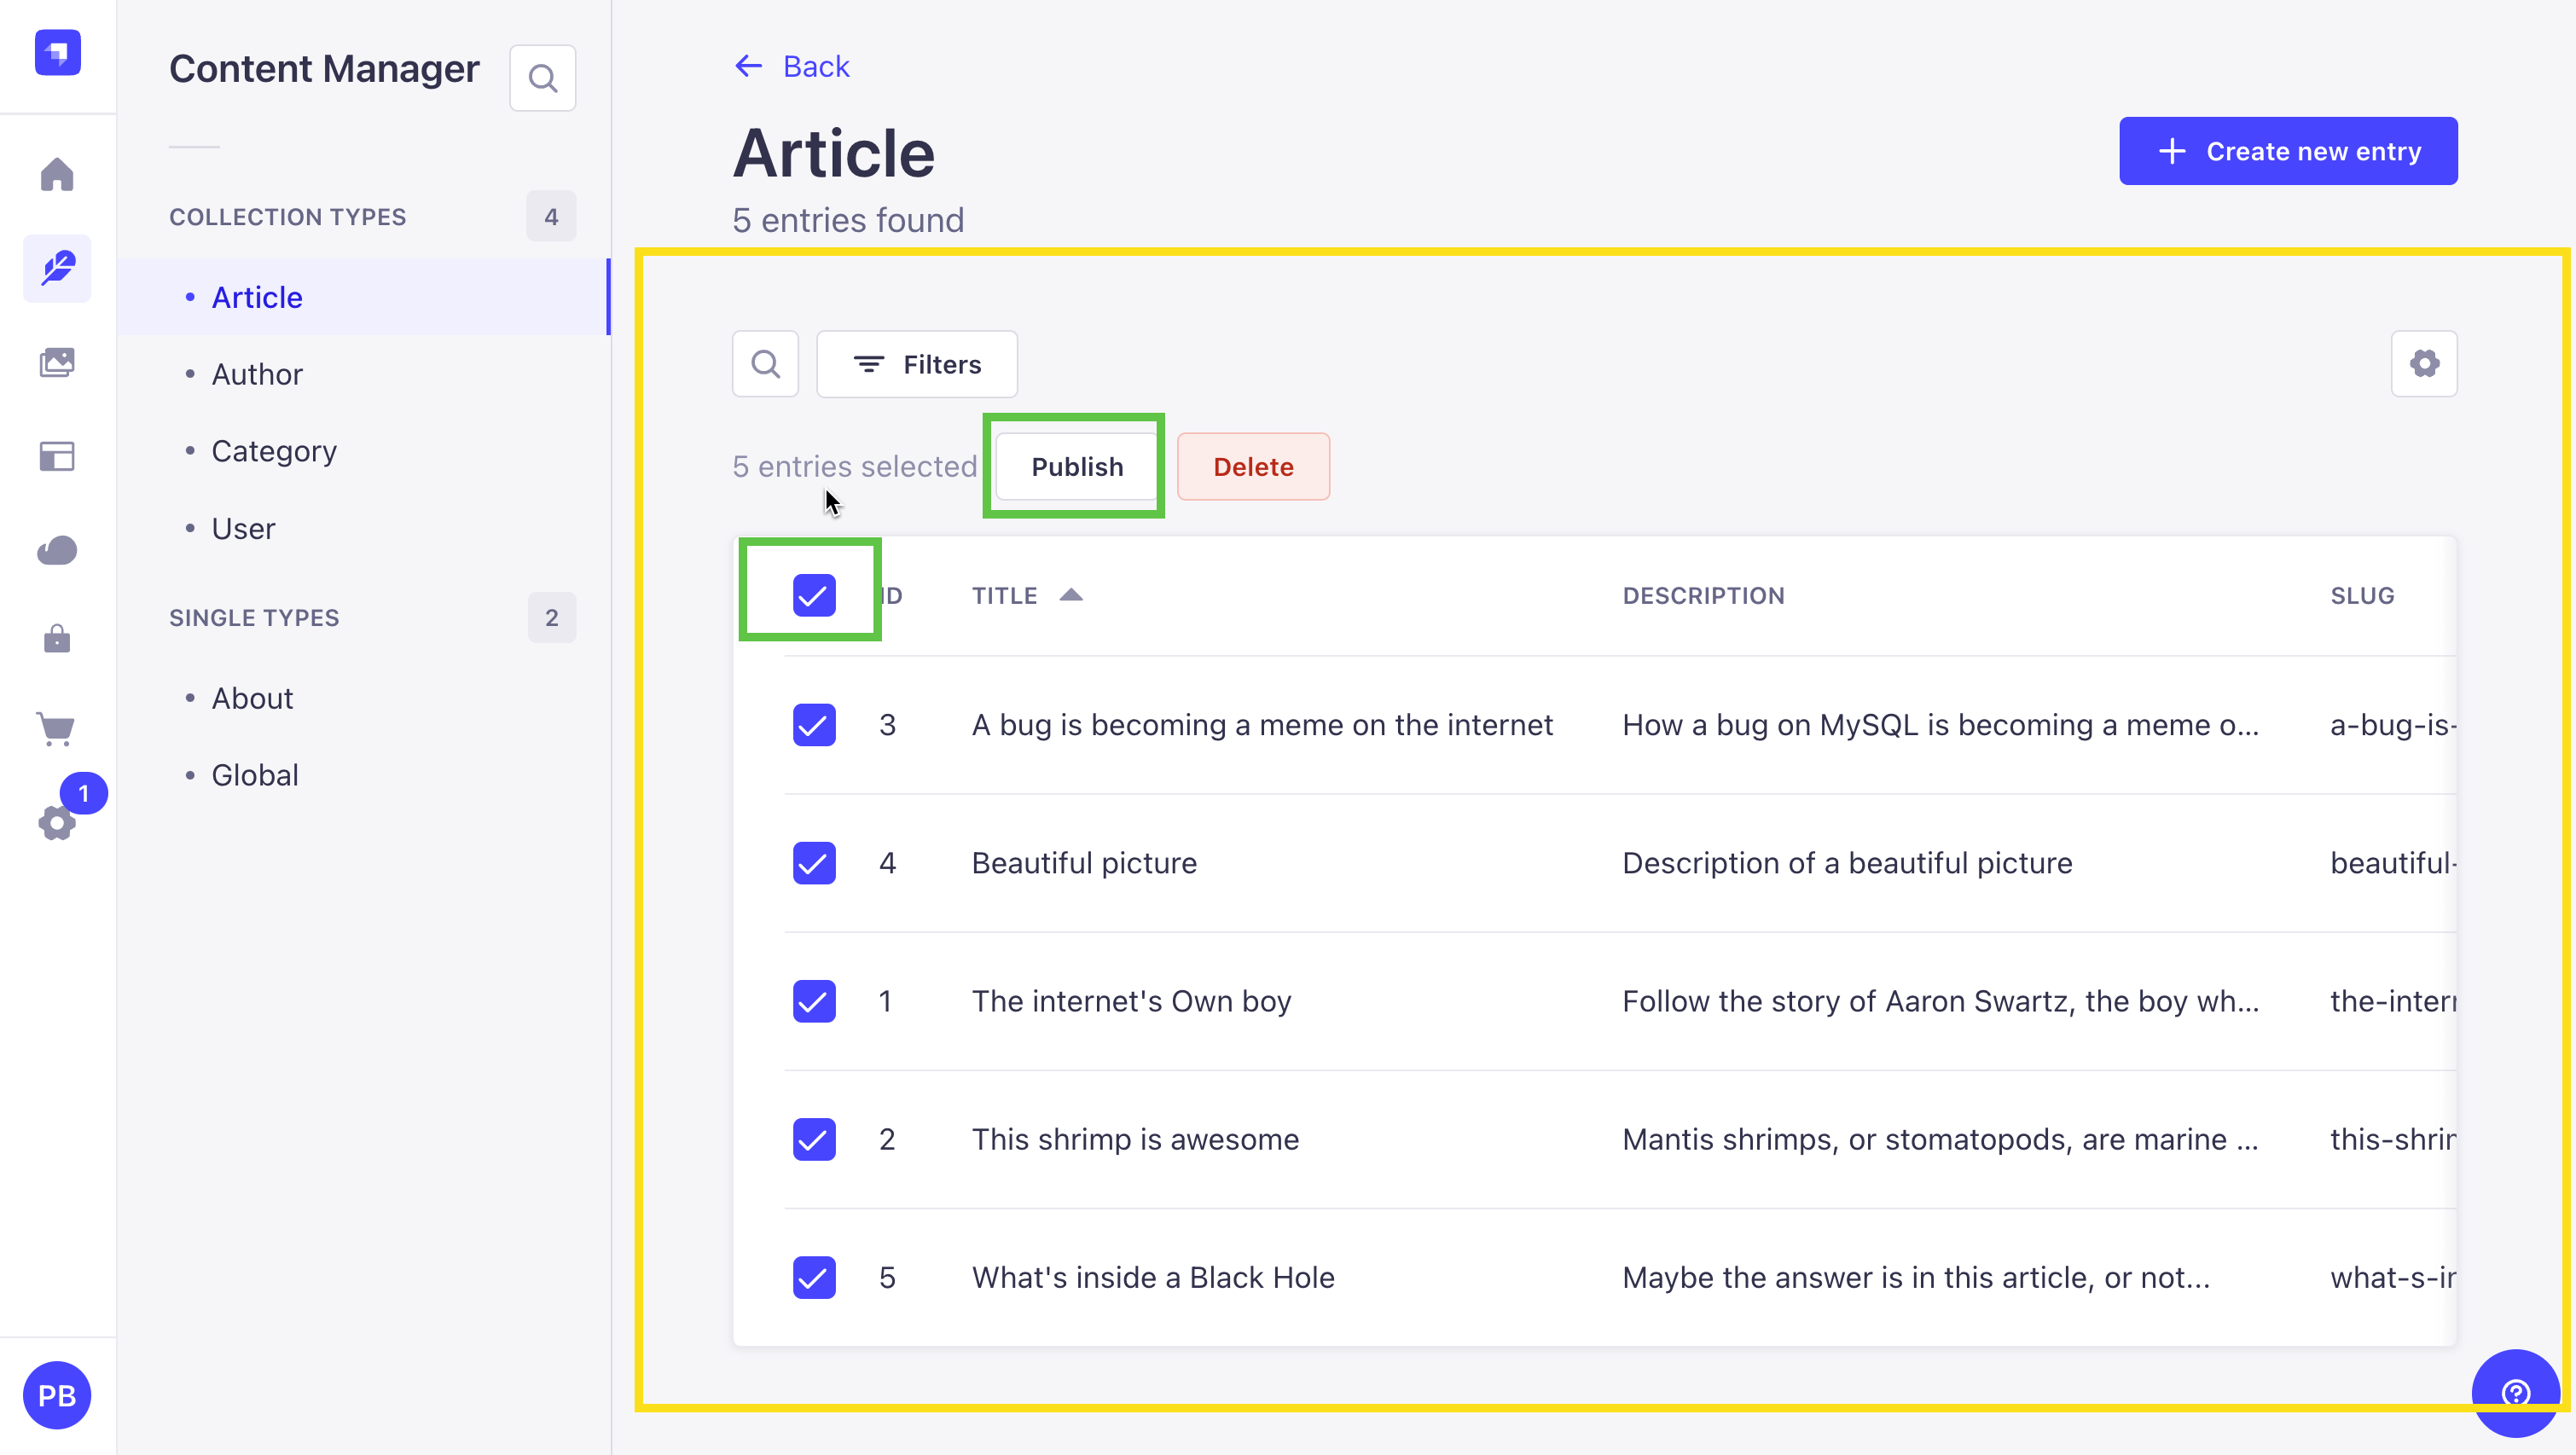 Content Manager
COLLECTION TYPES 4
Article
Author
Category
User
SINGLE TYPES 2
About
Global
1
PB
Back
Article
5 entries found
Create new entry
Filters
5 entries selected Publish Delete
ID TITLE DESCRIPTION SLUG
3 A bug is becoming a meme on the internet How a bug on MySQL is becoming a meme o... a-bug-is-
4 Beautiful picture Description of a beautiful picture beautiful-
1 The internet's Own boy Follow the story of Aaron Swartz, the boy wh... the-intern
2 This shrimp is awesome Mantis shrimps, or stomatopods, are marine ... this-shrim
5 What's inside a Black Hole Maybe the answer is in this article, or not... what-s-in